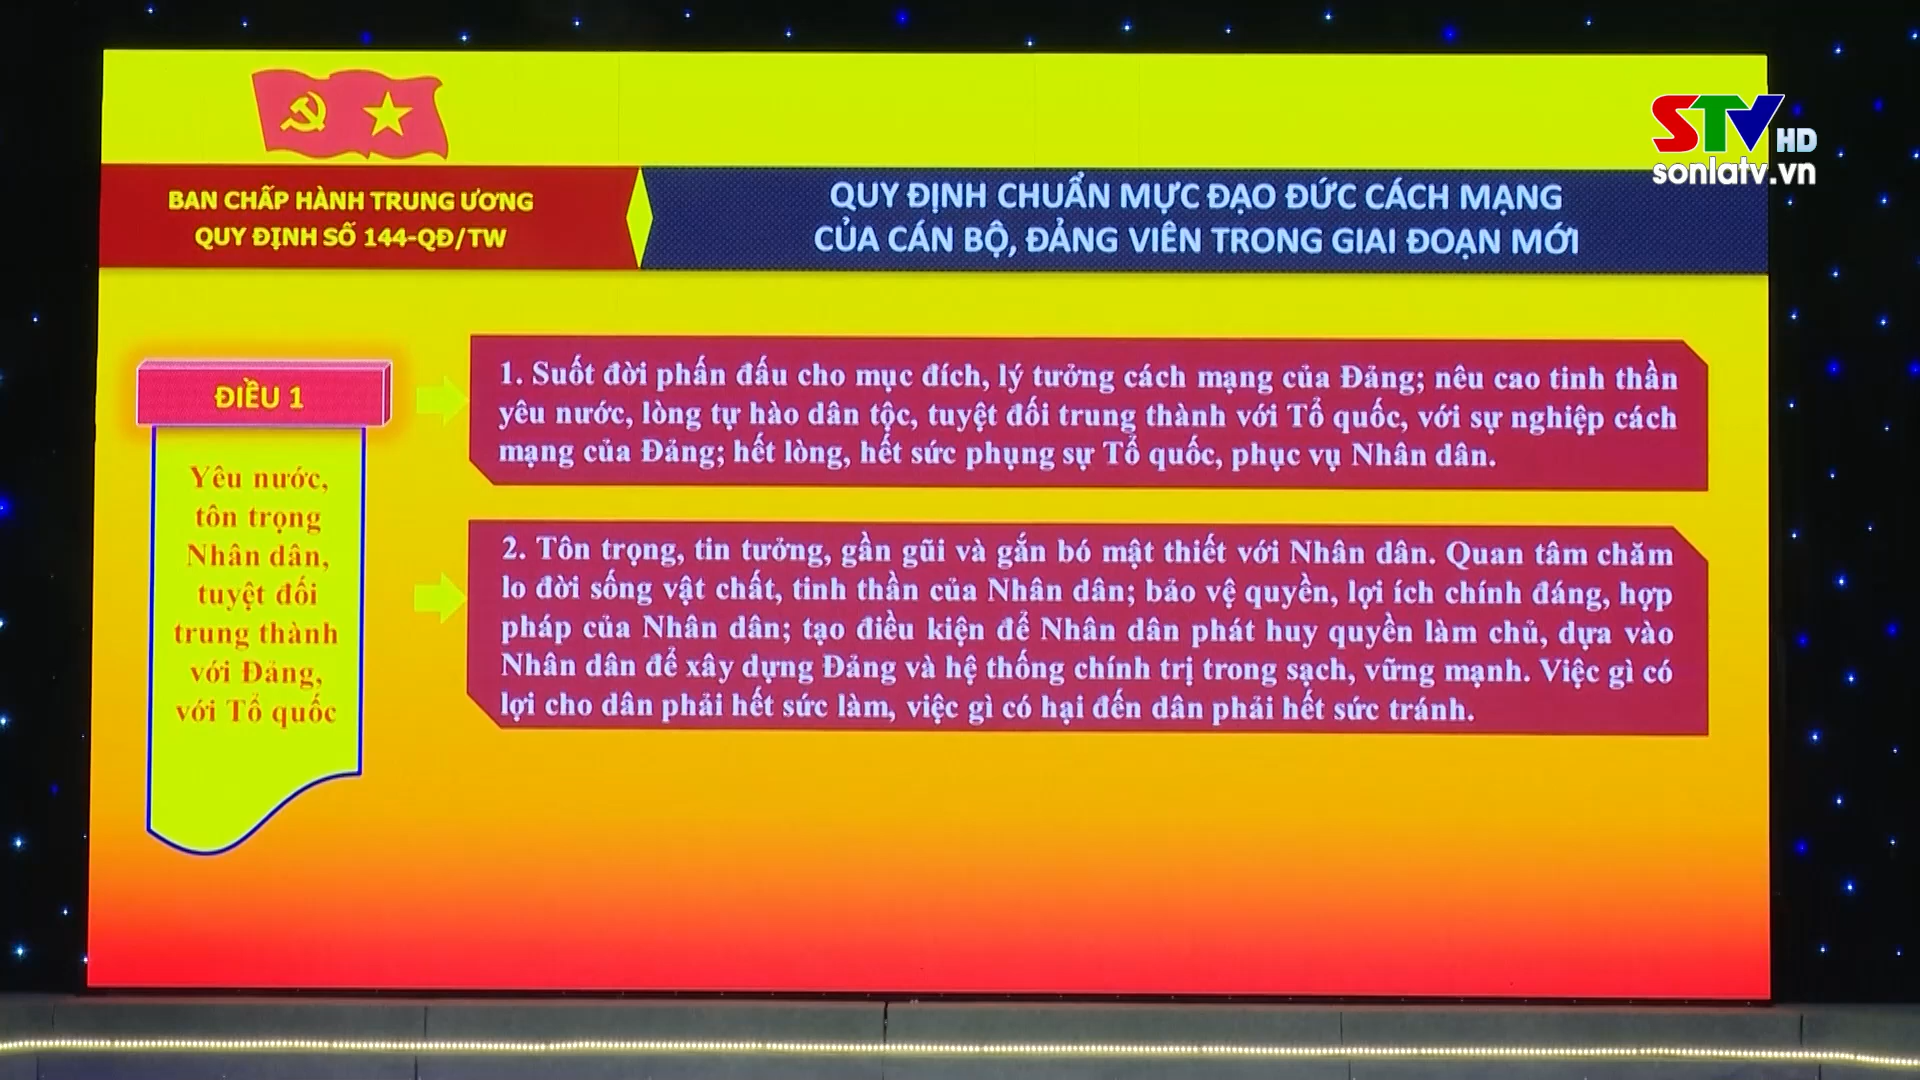 STV HD
sonlatv.vn
BAN CHẤP HÀNH TRUNG ƯƠNG
QUY ĐỊNH SỐ 144-QĐ/TW
QUY ĐỊNH CHUẨN MỰC ĐẠO ĐỨC CÁCH MẠNG
CỦA CÁN BỘ, ĐẢNG VIÊN TRONG GIAI ĐOẠN MỚI
ĐIỀU 1
Yêu nước,
tôn trọng
Nhân dân,
tuyệt đối
trung thành
với Đảng,
với Tổ quốc
1. Suốt đời phấn đấu cho mục đích, lý tưởng cách mạng của Đảng; nêu cao tinh thần
yêu nước, lòng tự hào dân tộc, tuyệt đối trung thành với Tổ quốc, với sự nghiệp cách
mạng của Đảng; hết lòng, hết sức phụng sự Tổ quốc, phục vụ Nhân dân.
2. Tôn trọng, tin tưởng, gần gũi và gắn bó mật thiết với Nhân dân. Quan tâm chăm
lo đời sống vật chất, tinh thần của Nhân dân; bảo vệ quyền, lợi ích chính đáng, hợp
pháp của Nhân dân; tạo điều kiện để Nhân dân phát huy quyền làm chủ, dựa vào
Nhân dân để xây dựng Đảng và hệ thống chính trị trong sạch, vững mạnh. Việc gì có
lợi cho dân phải hết sức làm, việc gì có hại đến dân phải hết sức tránh.